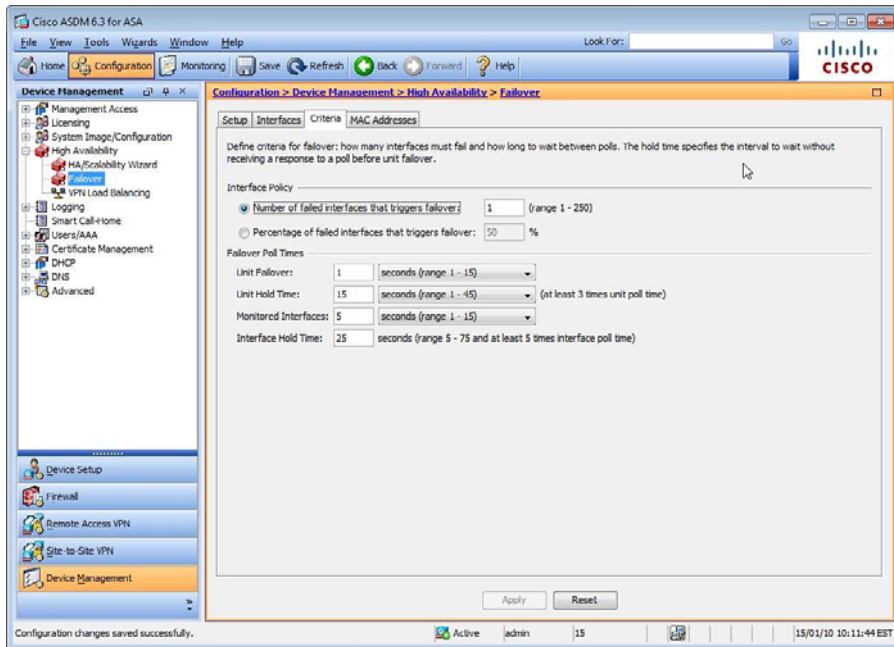 Cisco ASDM 6.3 for ASA
File View Tools Wizards Window Help
Look For:
Go
Home Configuration Monitoring Save Refresh Back Forward Help
CISCO
Device Management
Management Access
Licensing
System Image/Configuration
High Availability
HA/Scalability Wizard
Failover
VPN Load Balancing
Logging
Smart Call-Home
Users/AAA
Certificate Management
DHCP
DNS
Advanced
Device Setup
Firewall
Remote Access VPN
Site-to-Site VPN
Device Management
Configuration > Device Management > High Availability > Failover
Setup Interfaces Criteria MAC Addresses
Define criteria for failover: how many interfaces must fail and how long to wait between polls. The hold time specifies the interval to wait without
receiving a response to a poll before unit failover.
Interface Policy
Number of failed interfaces that triggers failover: 1 (range 1 - 250)
Percentage of failed interfaces that triggers failover: 50 %
Failover Poll Times
Unit Failover: 1 seconds (range 1 - 15)
Unit Hold Time: 15 seconds (range 1 - 45) (at least 3 times unit poll time)
Monitored Interfaces: 5 seconds (range 1 - 15)
Interface Hold Time: 25 seconds (range 5 - 75 and at least 5 times interface poll time)
Apply Reset
Configuration changes saved successfully.
Active admin 15 15/01/10 10:11:44 EST